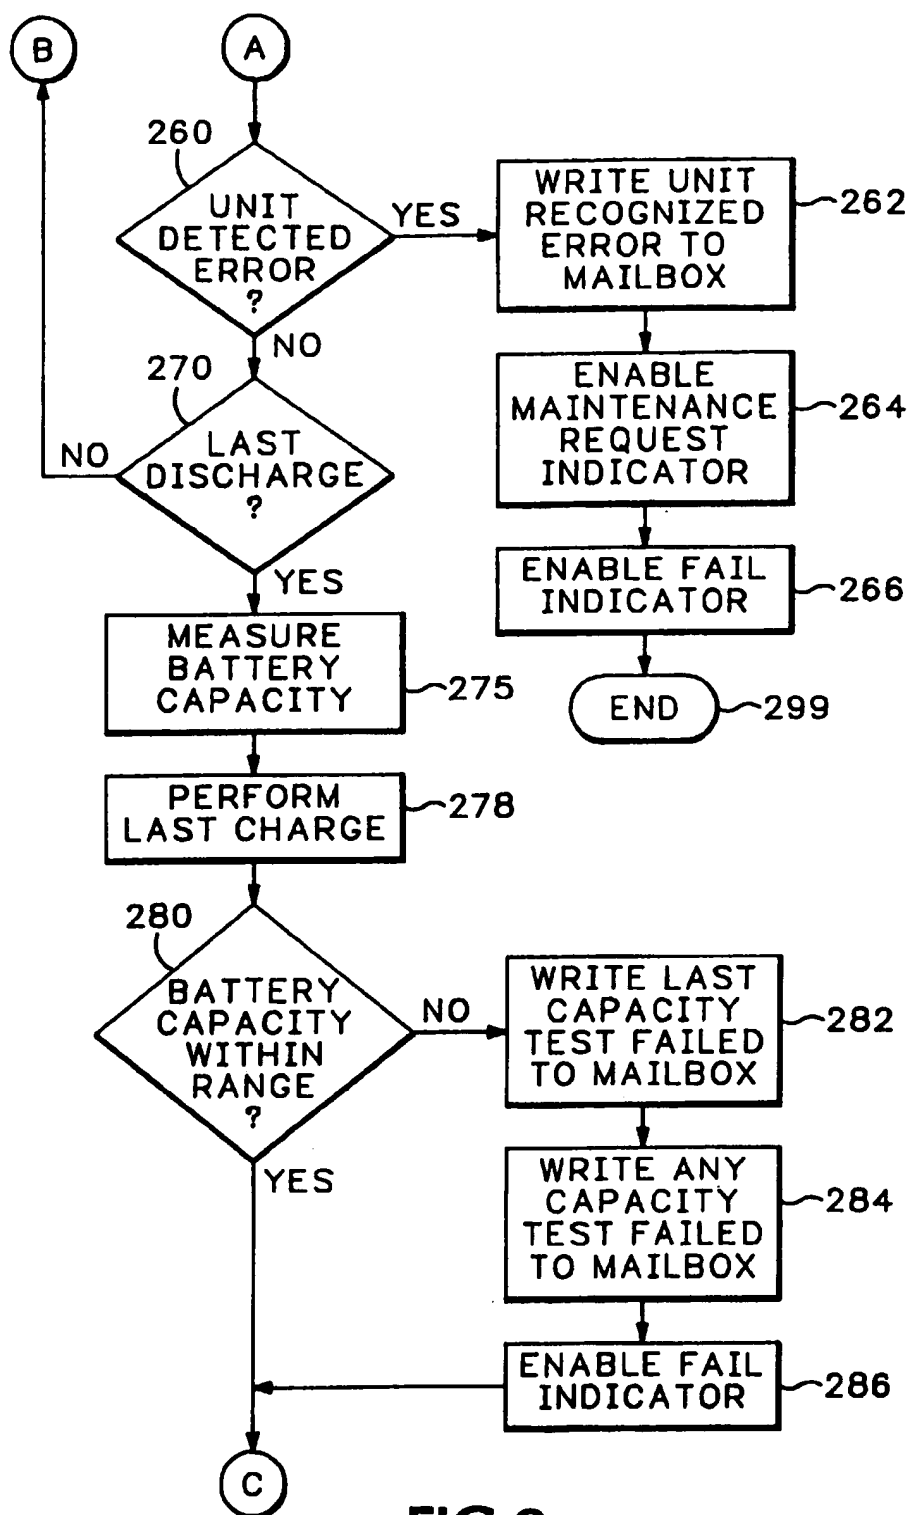 B
A
260
UNIT
DETECTED
ERROR
?
YES
WRITE UNIT
RECOGNIZED
ERROR TO
MAILBOX
262
NO
270
LAST
DISCHARGE
?
NO
ENABLE
MAINTENANCE
REQUEST
INDICATOR
264
YES
ENABLE FAIL
INDICATOR
266
MEASURE
BATTERY
CAPACITY
275
END
299
PERFORM
LAST CHARGE
278
280
BATTERY
CAPACITY
WITHIN
RANGE
?
NO
WRITE LAST
CAPACITY
TEST FAILED
TO MAILBOX
282
YES
WRITE ANY
CAPACITY
TEST FAILED
TO MAILBOX
284
ENABLE FAIL
INDICATOR
286
C